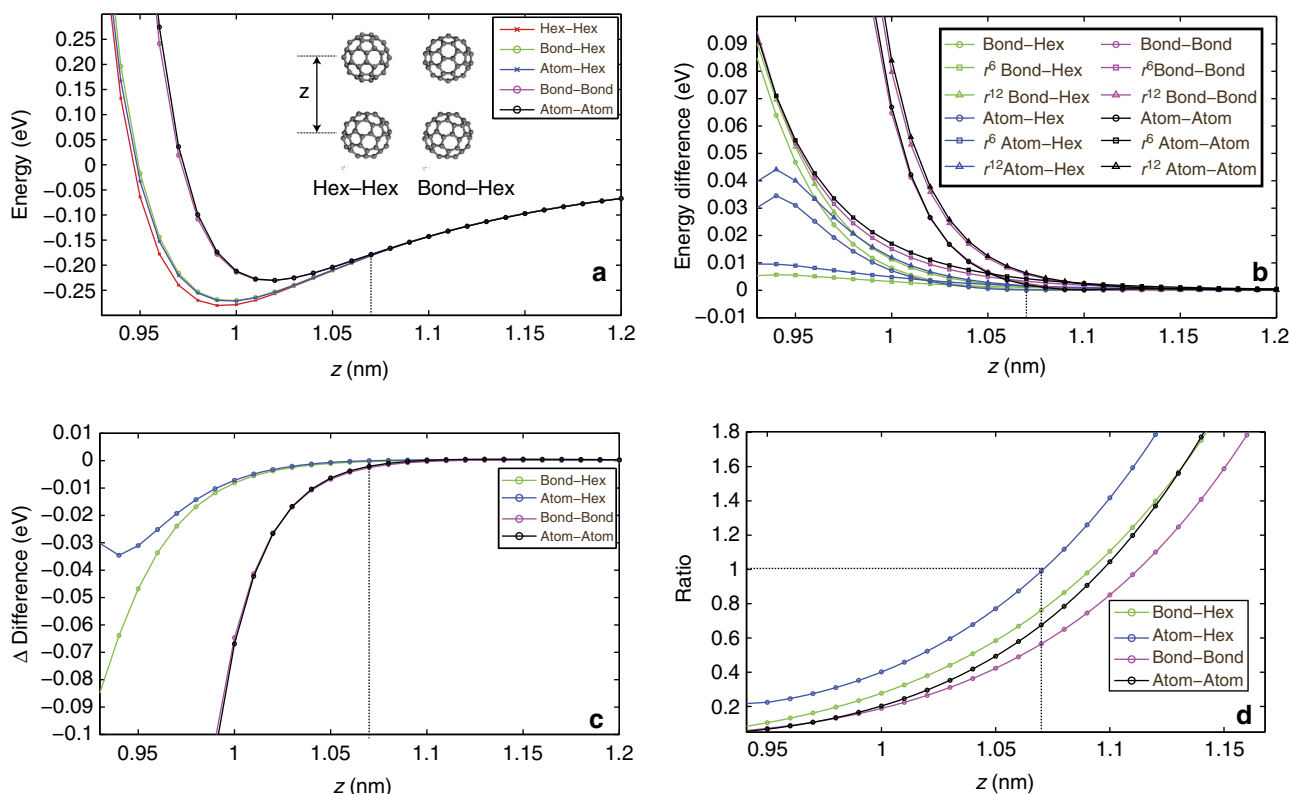 0.25
0.20
0.15
0.10
0.05
0
−0.05
−0.10
−0.15
−0.20
−0.25
Energy (eV)
0.95
1
1.05
1.1
1.15
1.2
z (nm)
z
Hex–Hex
Bond–Hex
Hex–Hex
Bond–Hex
Atom–Hex
Bond–Bond
Atom–Atom
a
0.09
0.08
0.07
0.06
0.05
0.04
0.03
0.02
0.01
0
−0.01
Energy difference (eV)
0.95
1
1.05
1.1
1.15
1.2
z (nm)
Bond–Hex
r⁶ Bond–Hex
r¹² Bond–Hex
Atom–Hex
r⁶ Atom–Hex
r¹²Atom–Hex
Bond–Bond
r⁶Bond–Bond
r¹² Bond–Bond
Atom–Atom
r⁶ Atom–Atom
r¹² Atom–Atom
b
0.01
0
−0.01
−0.02
−0.03
−0.04
−0.05
−0.06
−0.07
−0.08
−0.09
−0.1
Δ Difference (eV)
0.95
1
1.05
1.1
1.15
1.2
z (nm)
Bond–Hex
Atom–Hex
Bond–Bond
Atom–Atom
c
1.8
1.6
1.4
1.2
1
0.8
0.6
0.4
0.2
Ratio
0.95
1
1.05
1.1
1.15
z (nm)
Bond–Hex
Atom–Hex
Bond–Bond
Atom–Atom
d